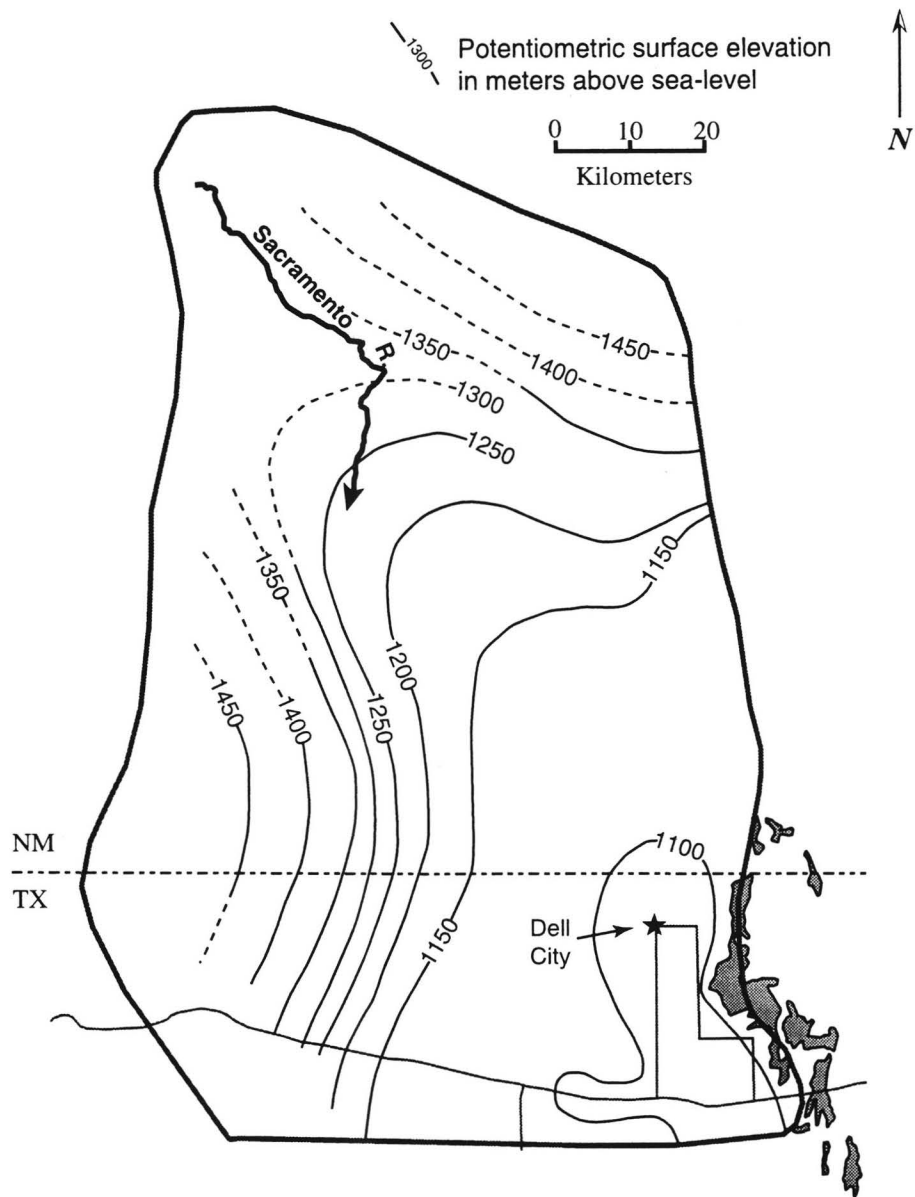 1300
Potentiometric surface elevation
in meters above sea-level
N
0 10 20
Kilometers
Sacramento
R.
1450
1350
1400
1300
1250
1150
1350
1200
1450
1400
1250
NM
1100
TX
1150
Dell
City